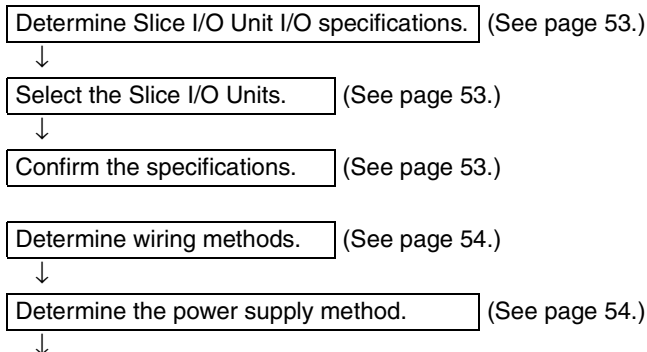 Determine Slice I/O Unit I/O specifications. (See page 53.)
↓
Select the Slice I/O Units. (See page 53.)
↓
Confirm the specifications. (See page 53.)
Determine wiring methods. (See page 54.)
↓
Determine the power supply method. (See page 54.)
↓